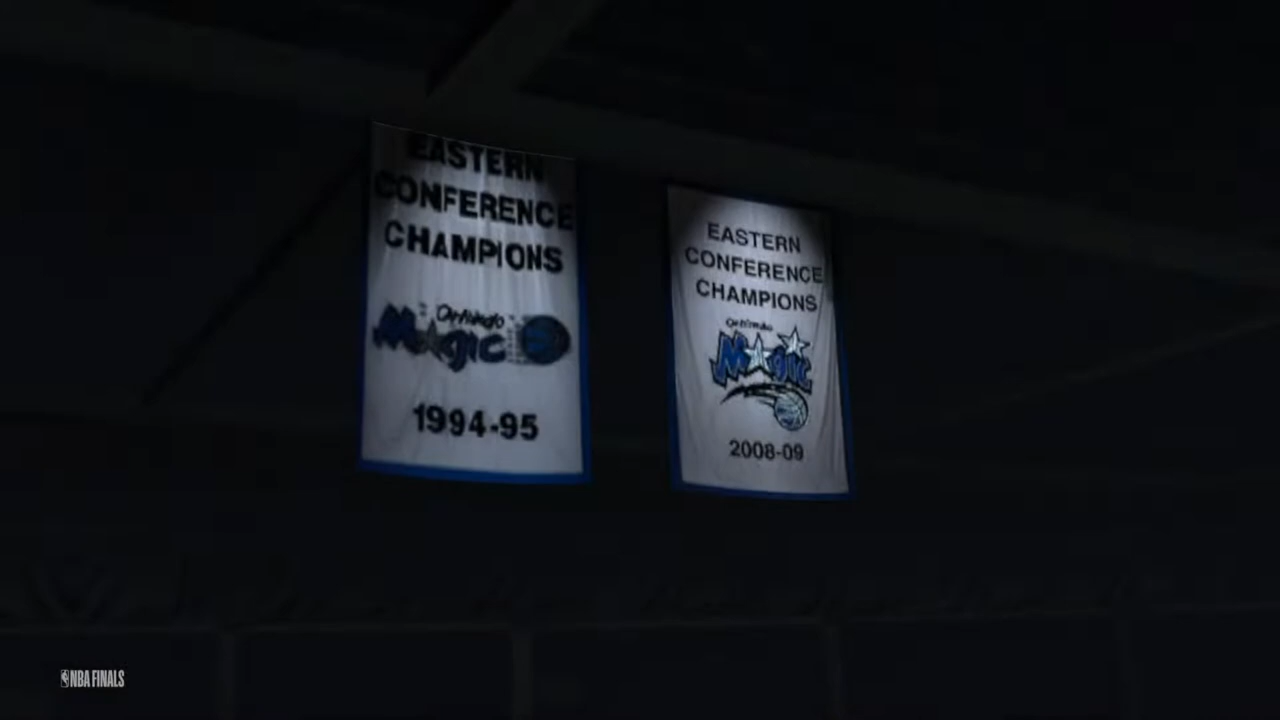 EASTERN
CONFERENCE
CHAMPIONS
Orlando
Magic
1994-95
EASTERN
CONFERENCE
CHAMPIONS
Orlando
Magic
2008-09
NBA FINALS